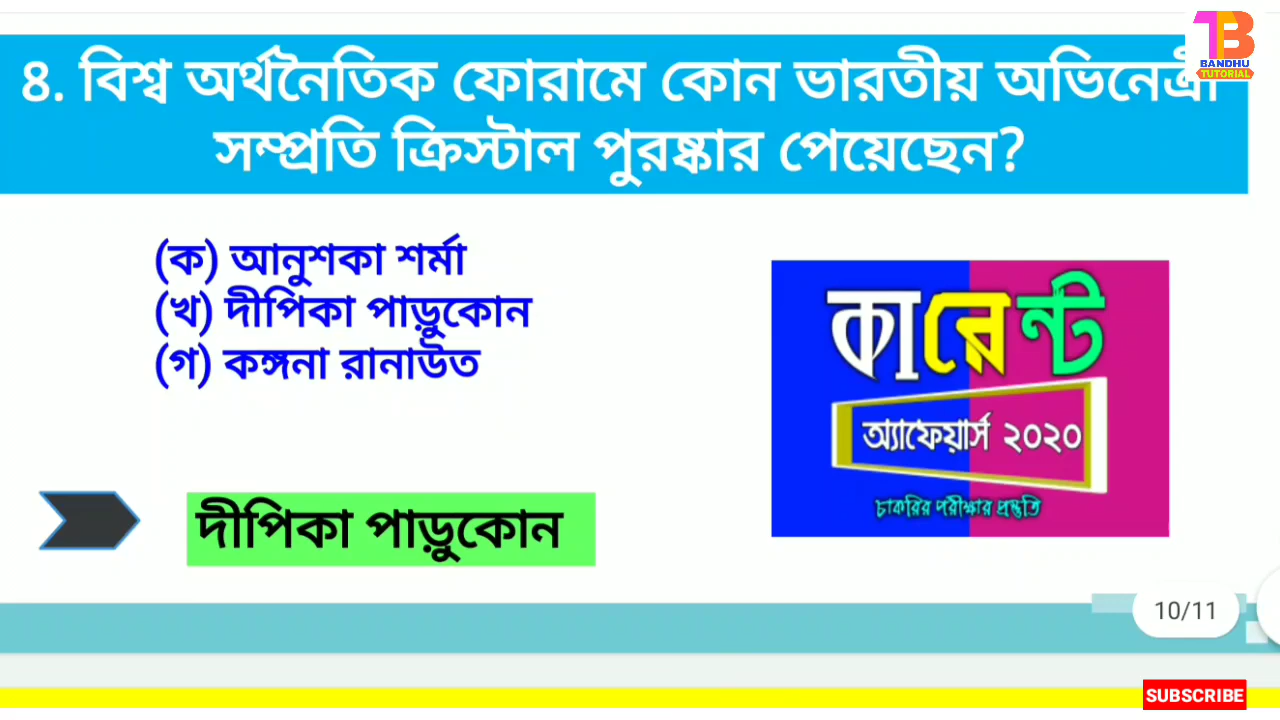 ৪. বিশ্ব অর্থনৈতিক ফোরামে কোন ভারতীয় অভিনেত্রী
সম্প্রতি ক্রিস্টাল পুরষ্কার পেয়েছেন?
(ক) আনুশকা শর্মা
(খ) দীপিকা পাড়ুকোন
(গ) কঙ্গনা রানাউত
দীপিকা পাড়ুকোন
কারেন্ট
অ্যাফেয়ার্স ২০২০
চাকরির পরীক্ষার প্রস্তুতি
TB
BANDHU
TUTORIAL
10/11
SUBSCRIBE